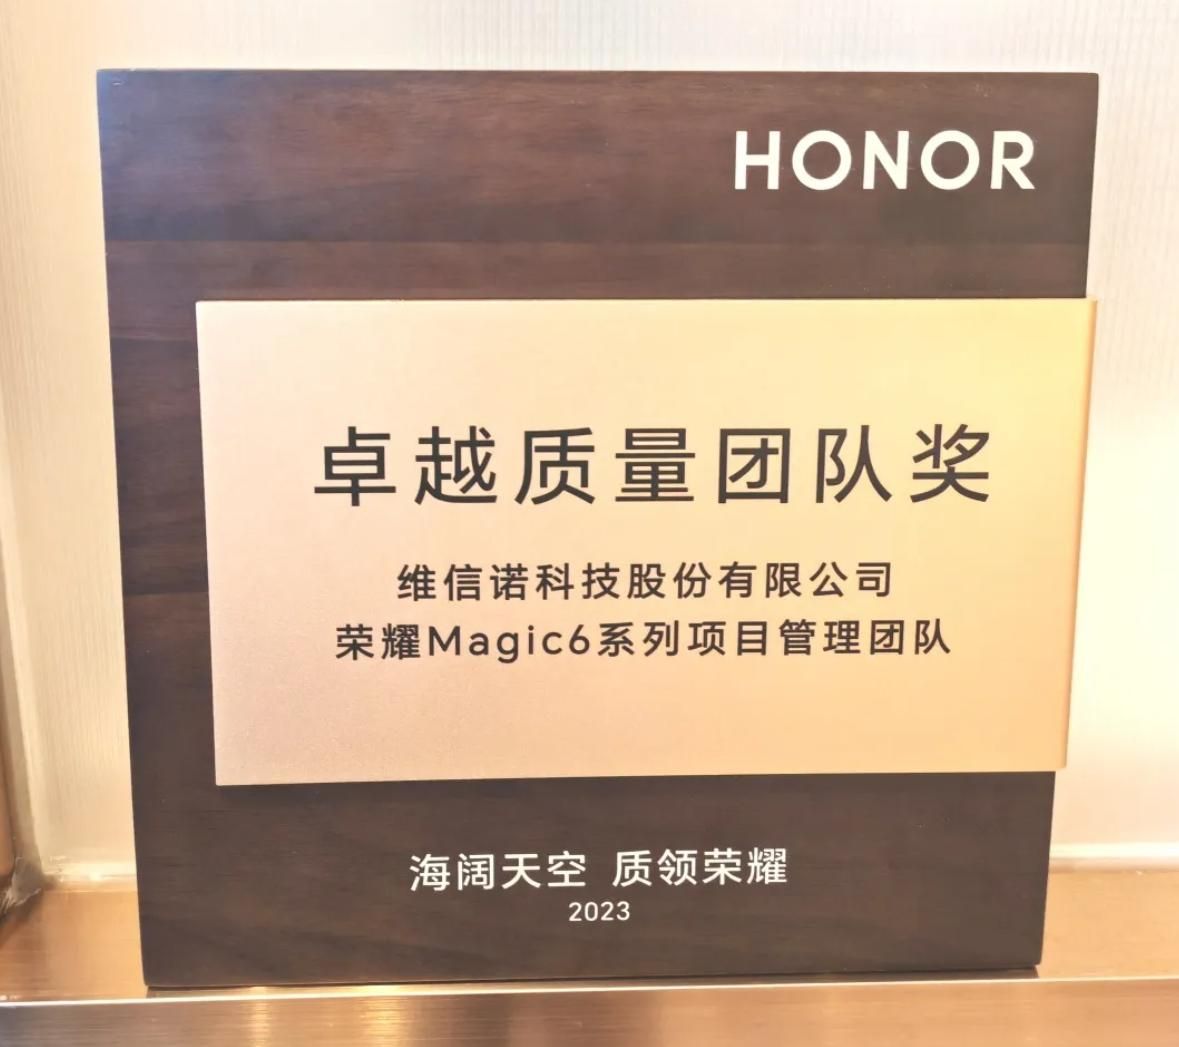 HONOR
卓越质量团队奖
维信诺科技股份有限公司
荣耀Magic6系列项目管理团队
海阔天空 质领荣耀
2023